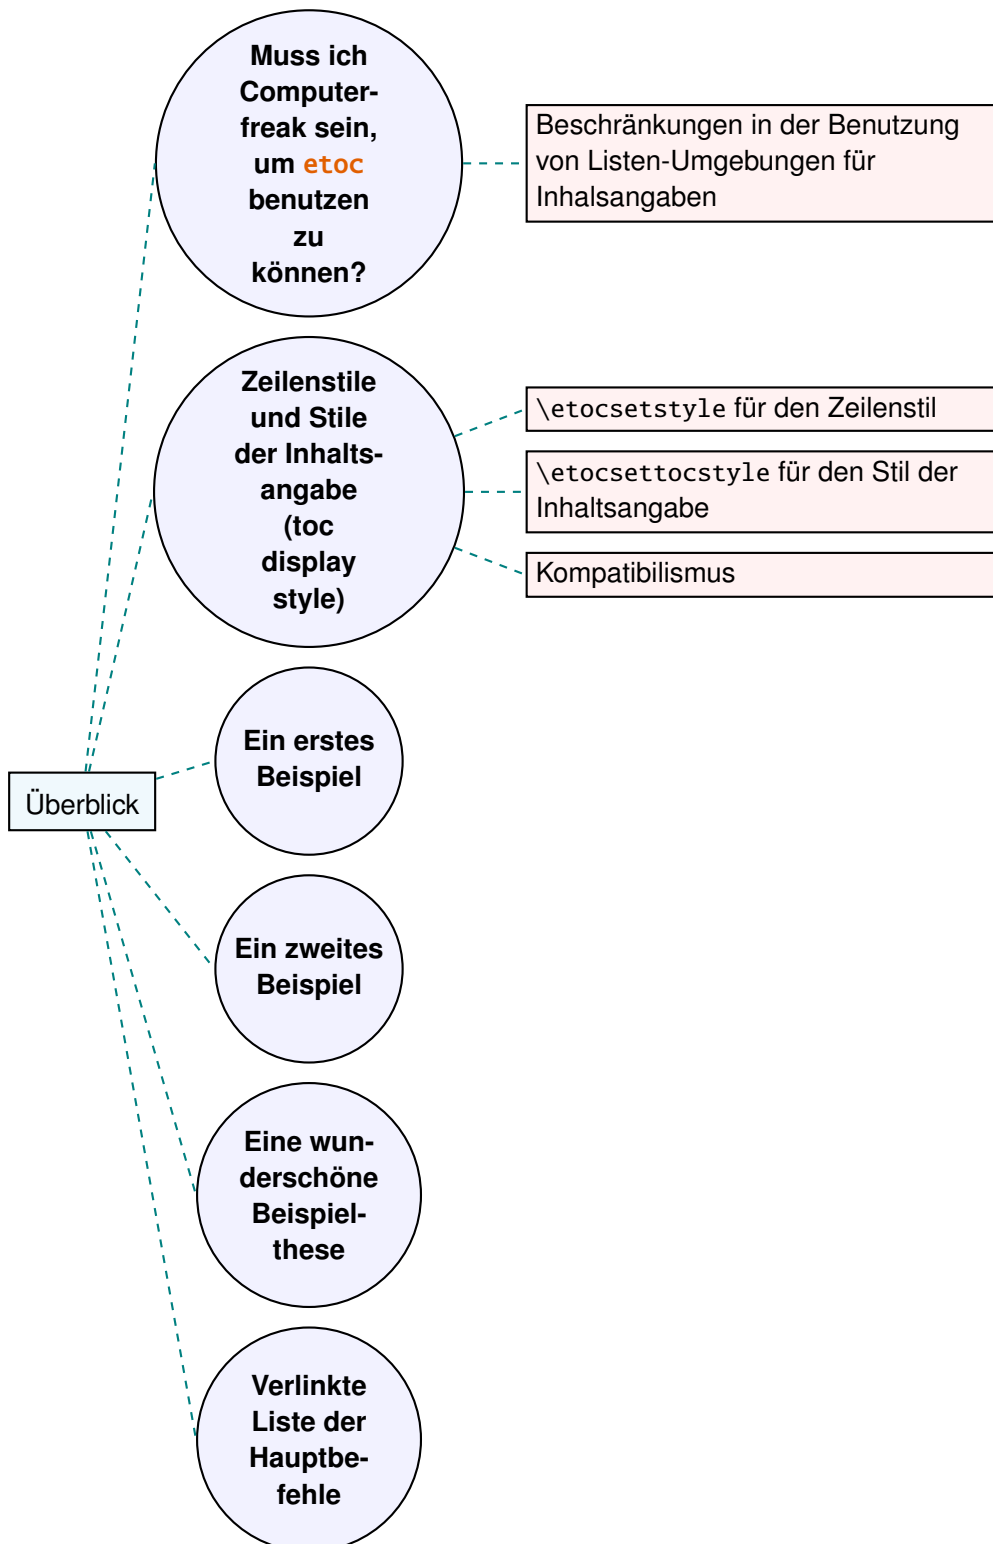 Muss ich
Computer-
freak sein,
um etoc
benutzen
zu
können?
Beschränkungen in der Benutzung
von Listen-Umgebungen für
Inhalsangaben
Zeilenstile
und Stile
der Inhalts-
angabe
(toc
display
style)
\etocsetstyle für den Zeilenstil
\etocsettocstyle für den Stil der
Inhaltsangabe
Kompatibilismus
Ein erstes
Beispiel
Überblick
Ein zweites
Beispiel
Eine wun-
derschöne
Beispiel-
these
Verlinkte
Liste der
Hauptbe-
fehle